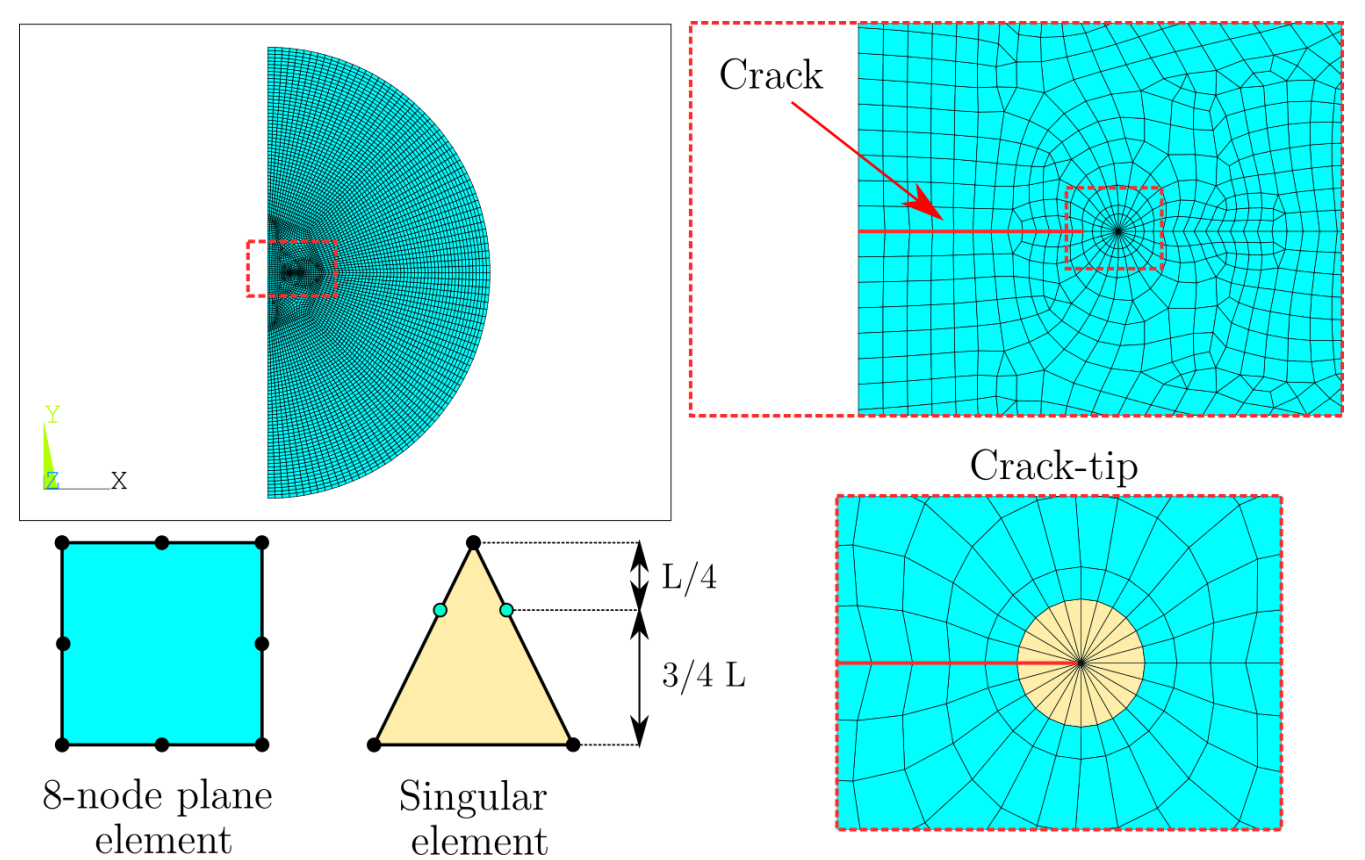 Crack
Y
Z
X
Crack-tip
L/4
3/4 L
8-node plane
element
Singular
element